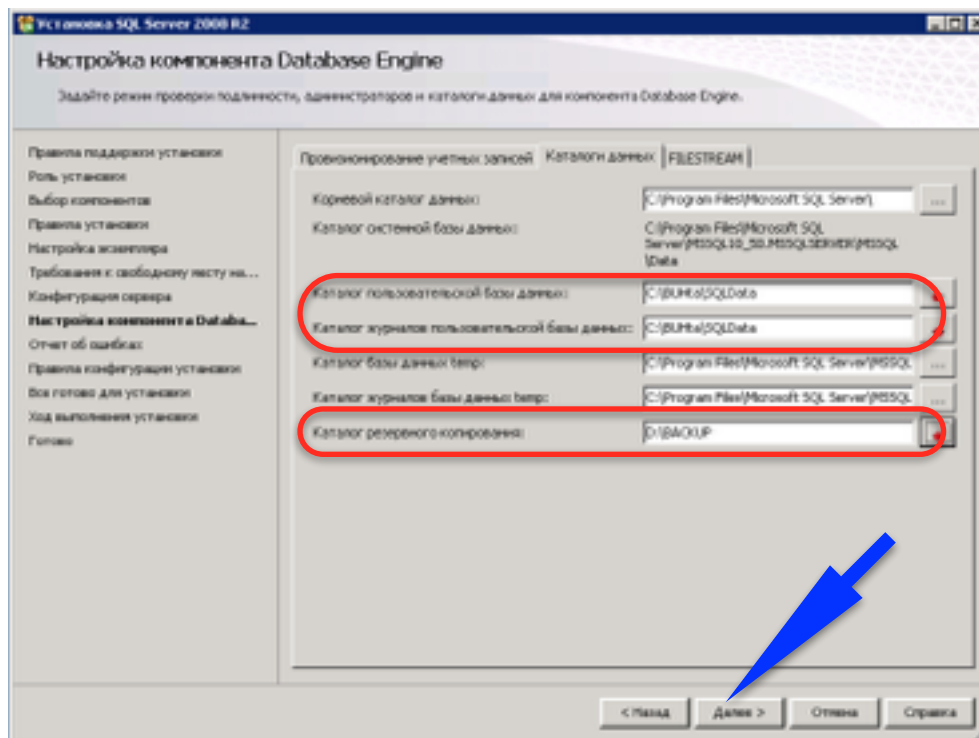 Установка SQL Server 2008 R2
Настройка компонента Database Engine
Задайте режим проверки подлинности, администраторов и каталоги данных для компонента Database Engine.
Правила поддержки установки
Роль установки
Выбор компонентов
Правила установки
Настройка экземпляра
Требования к свободному месту на...
Конфигурация сервера
Настройка компонента Databa...
Отчет об ошибках
Правила конфигурации установки
Все готово для установки
Ход выполнения установки
Готово
Провизионирование учетных записей
Каталоги данных
FILESTREAM
Корневой каталог данных:
C:\Program Files\Microsoft SQL Server\
...
Каталог системной базы данных:
C:\Program Files\Microsoft SQL
Server\MSSQL10_50.MSSQLSERVER\MSSQL
\Data
Каталог пользовательской базы данных:
C:\BUHta\SQLData
Каталог журналов пользовательской базы данных:
C:\BUHta\SQLData
Каталог базы данных temp:
C:\Program Files\Microsoft SQL Server\MSSQL
...
Каталог журналов базы данных temp:
C:\Program Files\Microsoft SQL Server\MSSQL
...
Каталог резервного копирования:
D:\BACKUP
< Назад
Далее >
Отмена
Справка